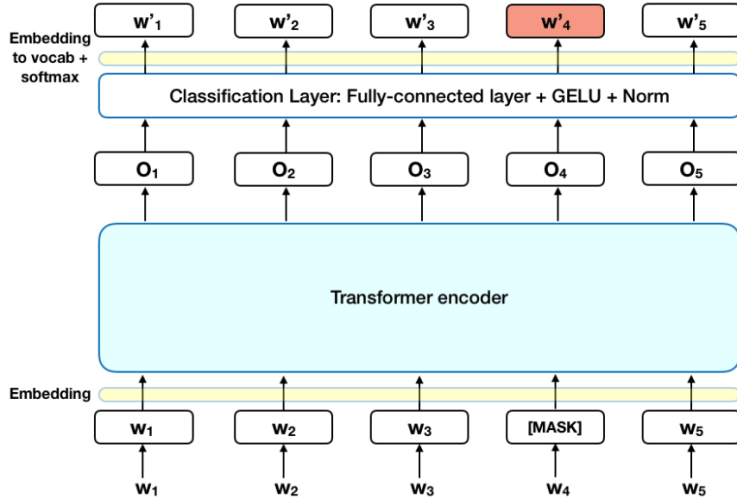 w'₁ w'₂ w'₃ w'₄ w'₅
Embedding
to vocab +
softmax
Classification Layer: Fully-connected layer + GELU + Norm
O₁ O₂ O₃ O₄ O₅
Transformer encoder
Embedding
W₁ W₂ W₃ [MASK] W₅
W₁ W₂ W₃ W₄ W₅